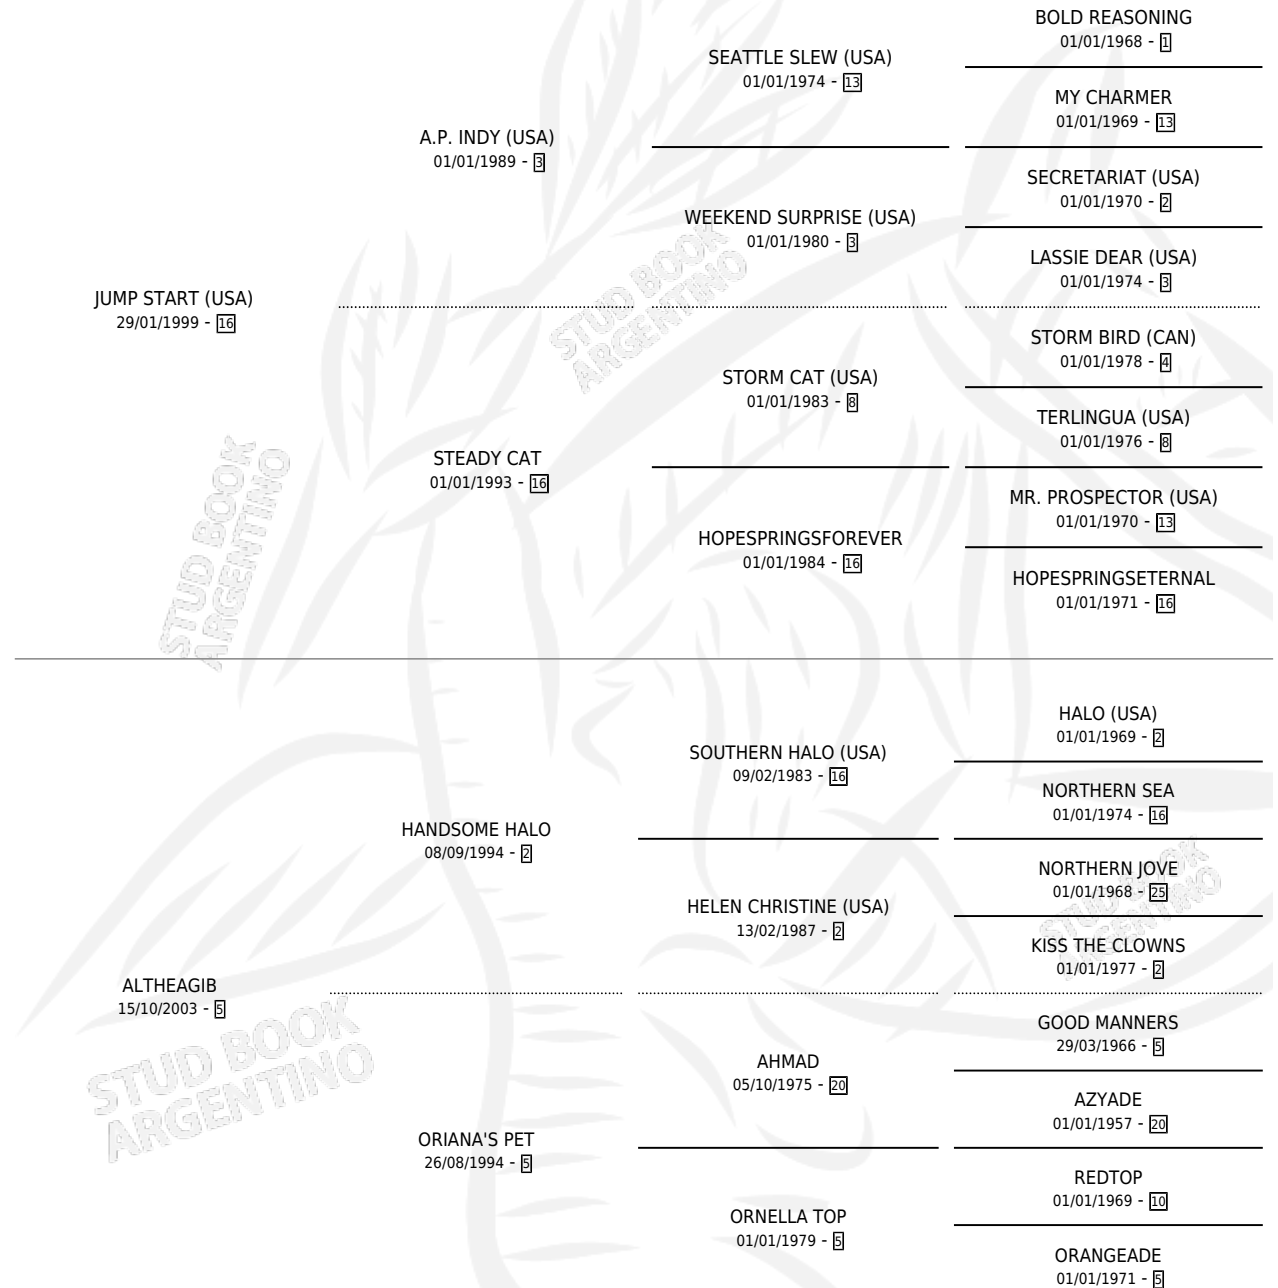 BOLD REASONING
01/01/1968 - 1
SEATTLE SLEW (USA)
01/01/1974 - 13
MY CHARMER
01/01/1969 - 13
A.P. INDY (USA)
01/01/1989 - 3
SECRETARIAT (USA)
01/01/1970 - 2
WEEKEND SURPRISE (USA)
01/01/1980 - 3
LASSIE DEAR (USA)
01/01/1974 - 3
JUMP START (USA)
29/01/1999 - 16
STORM BIRD (CAN)
01/01/1978 - 4
STORM CAT (USA)
01/01/1983 - 8
TERLINGUA (USA)
01/01/1976 - 8
STEADY CAT
01/01/1993 - 16
MR. PROSPECTOR (USA)
01/01/1970 - 13
HOPESPRINGSFOREVER
01/01/1984 - 16
HOPESPRINGSETERNAL
01/01/1971 - 16
HALO (USA)
01/01/1969 - 2
SOUTHERN HALO (USA)
09/02/1983 - 16
NORTHERN SEA
01/01/1974 - 16
HANDSOME HALO
08/09/1994 - 2
NORTHERN JOVE
01/01/1968 - 25
HELEN CHRISTINE (USA)
13/02/1987 - 2
KISS THE CLOWNS
01/01/1977 - 2
ALTHEAGIB
15/10/2003 - 5
GOOD MANNERS
29/03/1966 - 5
AHMAD
05/10/1975 - 20
AZYADE
01/01/1957 - 20
ORIANA'S PET
26/08/1994 - 5
REDTOP
01/01/1969 - 10
ORNELLA TOP
01/01/1979 - 5
ORANGEADE
01/01/1971 - 5
STUD BOOK
ARGENTINO
STUD BOOK
ARGENTINO
STUD BOOK
ARGENTINO
STUD BOOK
ARGENTINO